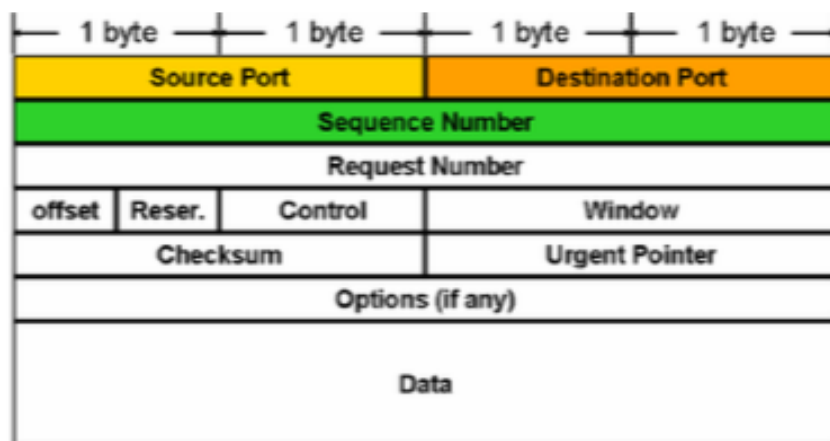 1 byte 1 byte 1 byte 1 byte
Source Port Destination Port
Sequence Number
Request Number
offset Reser. Control Window
Checksum Urgent Pointer
Options (if any)
Data